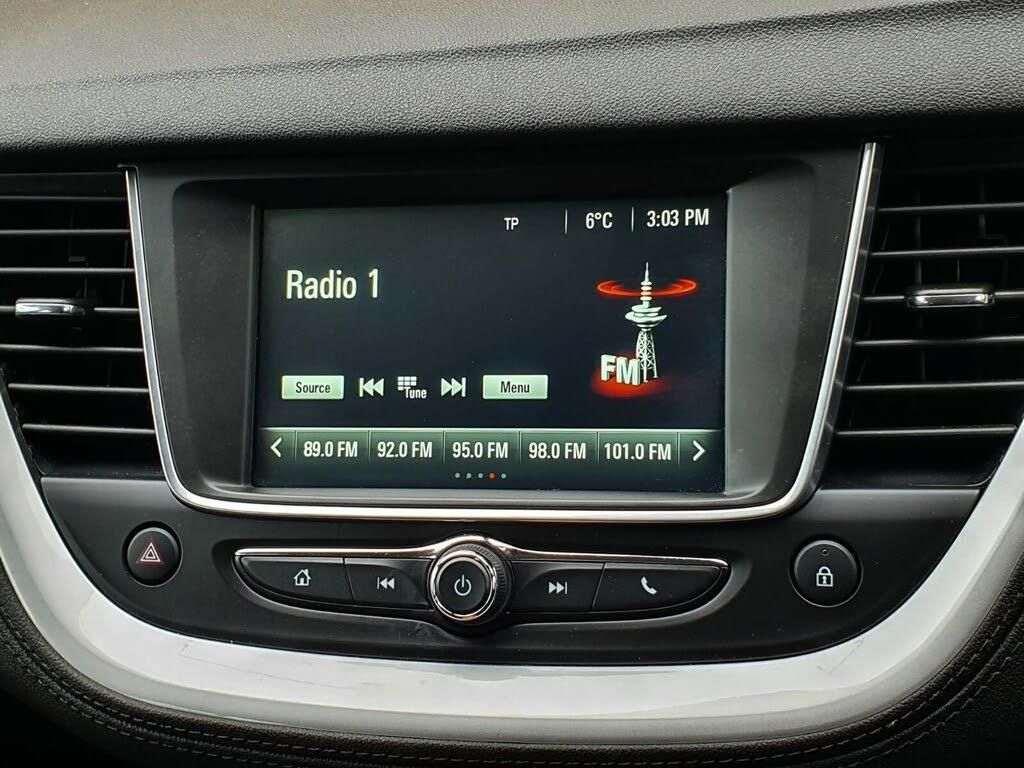 TP 6°C 3:03 PM
Radio 1
FM
Source Tune Menu
89.0 FM 92.0 FM 95.0 FM 98.0 FM 101.0 FM